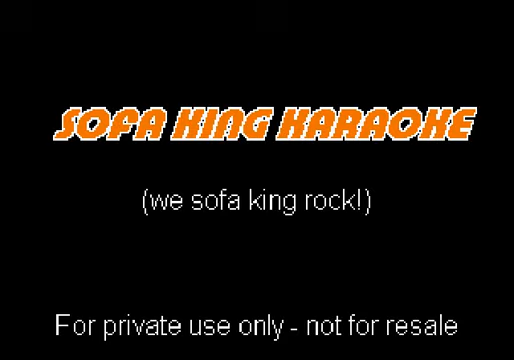 SOFA KING KARAOKE
(we sofa king rock!)
For private use only - not for resale